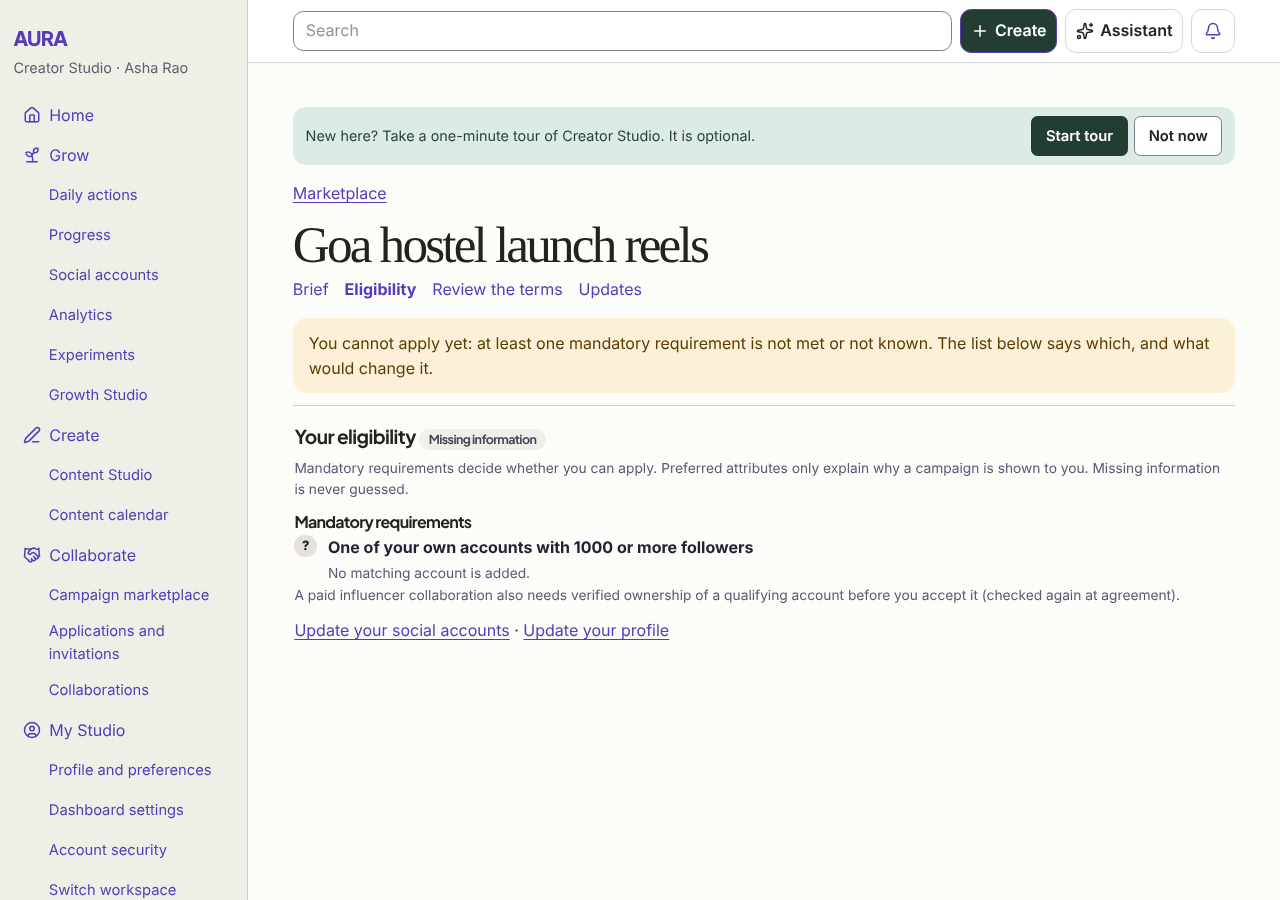 AURA
Creator Studio · Asha Rao
Home
Grow
Daily actions
Progress
Social accounts
Analytics
Experiments
Growth Studio
Create
Content Studio
Content calendar
Collaborate
Campaign marketplace
Applications and
invitations
Collaborations
My Studio
Profile and preferences
Dashboard settings
Account security
Switch workspace
Search
Create
Assistant
New here? Take a one-minute tour of Creator Studio. It is optional.
Start tour
Not now
Marketplace
Goa hostel launch reels
Brief Eligibility Review the terms Updates
You cannot apply yet: at least one mandatory requirement is not met or not known. The list below says which, and what
would change it.
Your eligibility Missing information
Mandatory requirements decide whether you can apply. Preferred attributes only explain why a campaign is shown to you. Missing information
is never guessed.
Mandatory requirements
? One of your own accounts with 1000 or more followers
No matching account is added.
A paid influencer collaboration also needs verified ownership of a qualifying account before you accept it (checked again at agreement).
Update your social accounts · Update your profile